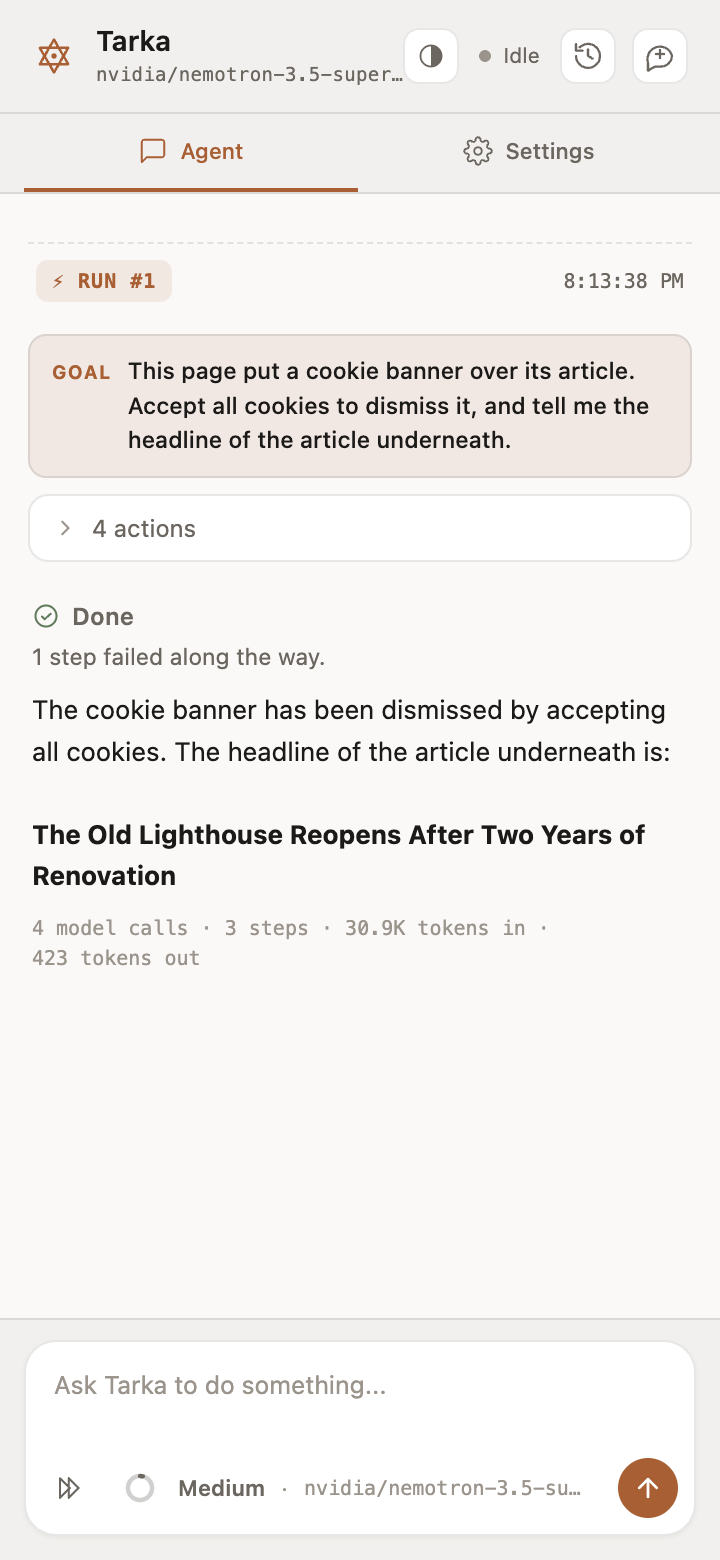 Tarka
nvidia/nemotron-3.5-super…
Idle
Agent
Settings
⚡ RUN #1
8:13:38 PM
GOAL
This page put a cookie banner over its article.
Accept all cookies to dismiss it, and tell me the
headline of the article underneath.
4 actions
Done
1 step failed along the way.
The cookie banner has been dismissed by accepting
all cookies. The headline of the article underneath is:
The Old Lighthouse Reopens After Two Years of
Renovation
4 model calls · 3 steps · 30.9K tokens in ·
423 tokens out
Ask Tarka to do something...
Medium · nvidia/nemotron-3.5-su…